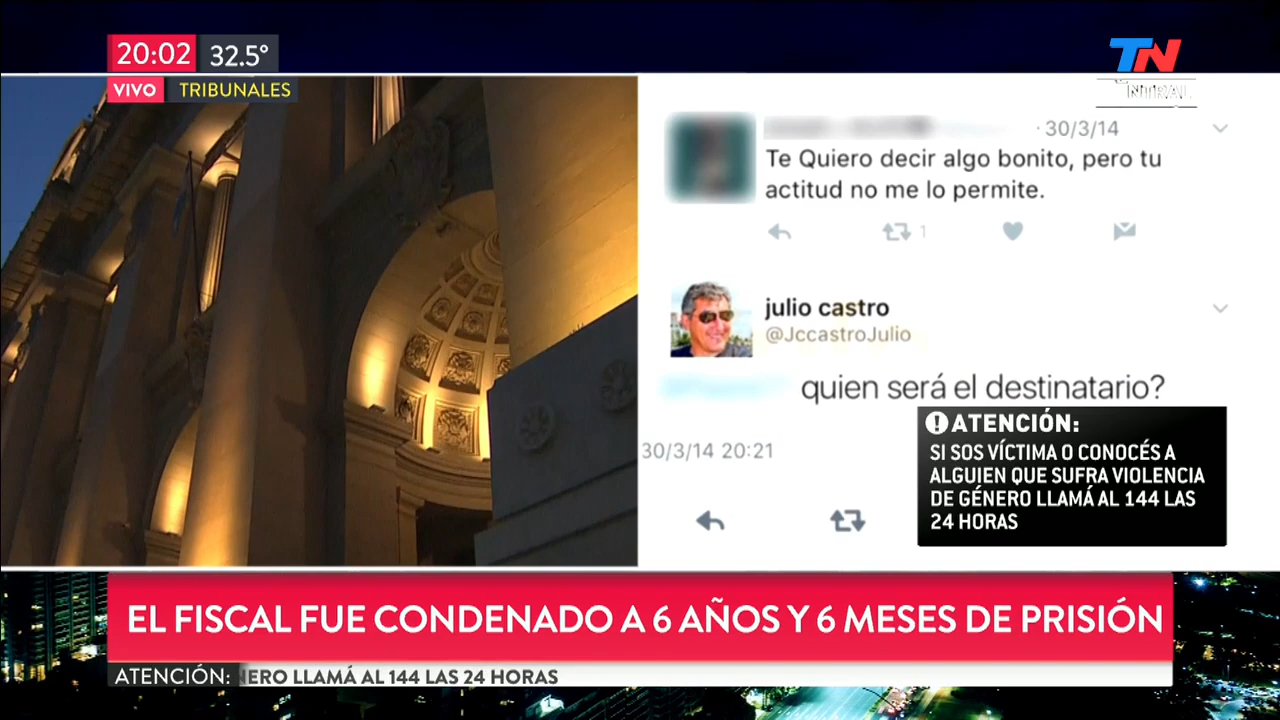 20:02 32.5°
VIVO TRIBUNALES
TN
· 30/3/14
Te Quiero decir algo bonito, pero tu
actitud no me lo permite.
1
julio castro
@JccastroJulio
quien será el destinatario?
30/3/14 20:21
ATENCIÓN:
SI SOS VÍCTIMA O CONOCÉS A
ALGUIEN QUE SUFRA VIOLENCIA
DE GÉNERO LLAMÁ AL 144 LAS
24 HORAS
EL FISCAL FUE CONDENADO A 6 AÑOS Y 6 MESES DE PRISIÓN
ATENCIÓN: ERO LLAMÁ AL 144 LAS 24 HORAS